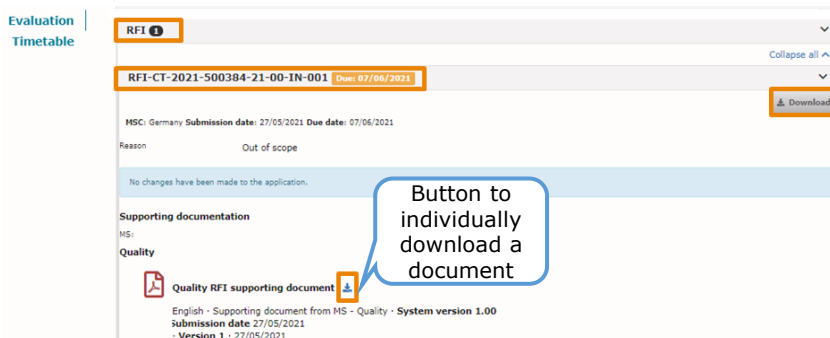 Evaluation
Timetable
RFI 1
Collapse all
RFI-CT-2021-500384-21-00-IN-001 Due: 07/06/2021
Download
MSC: Germany Submission date: 27/05/2021 Due date: 07/06/2021
Reason Out of scope
No changes have been made to the application.
Button to
individually
download a
document
Supporting documentation
MS:
Quality
Quality RFI supporting document
English · Supporting document from MS - Quality · System version 1.00
Submission date 27/05/2021
· Version 1 · 27/05/2021